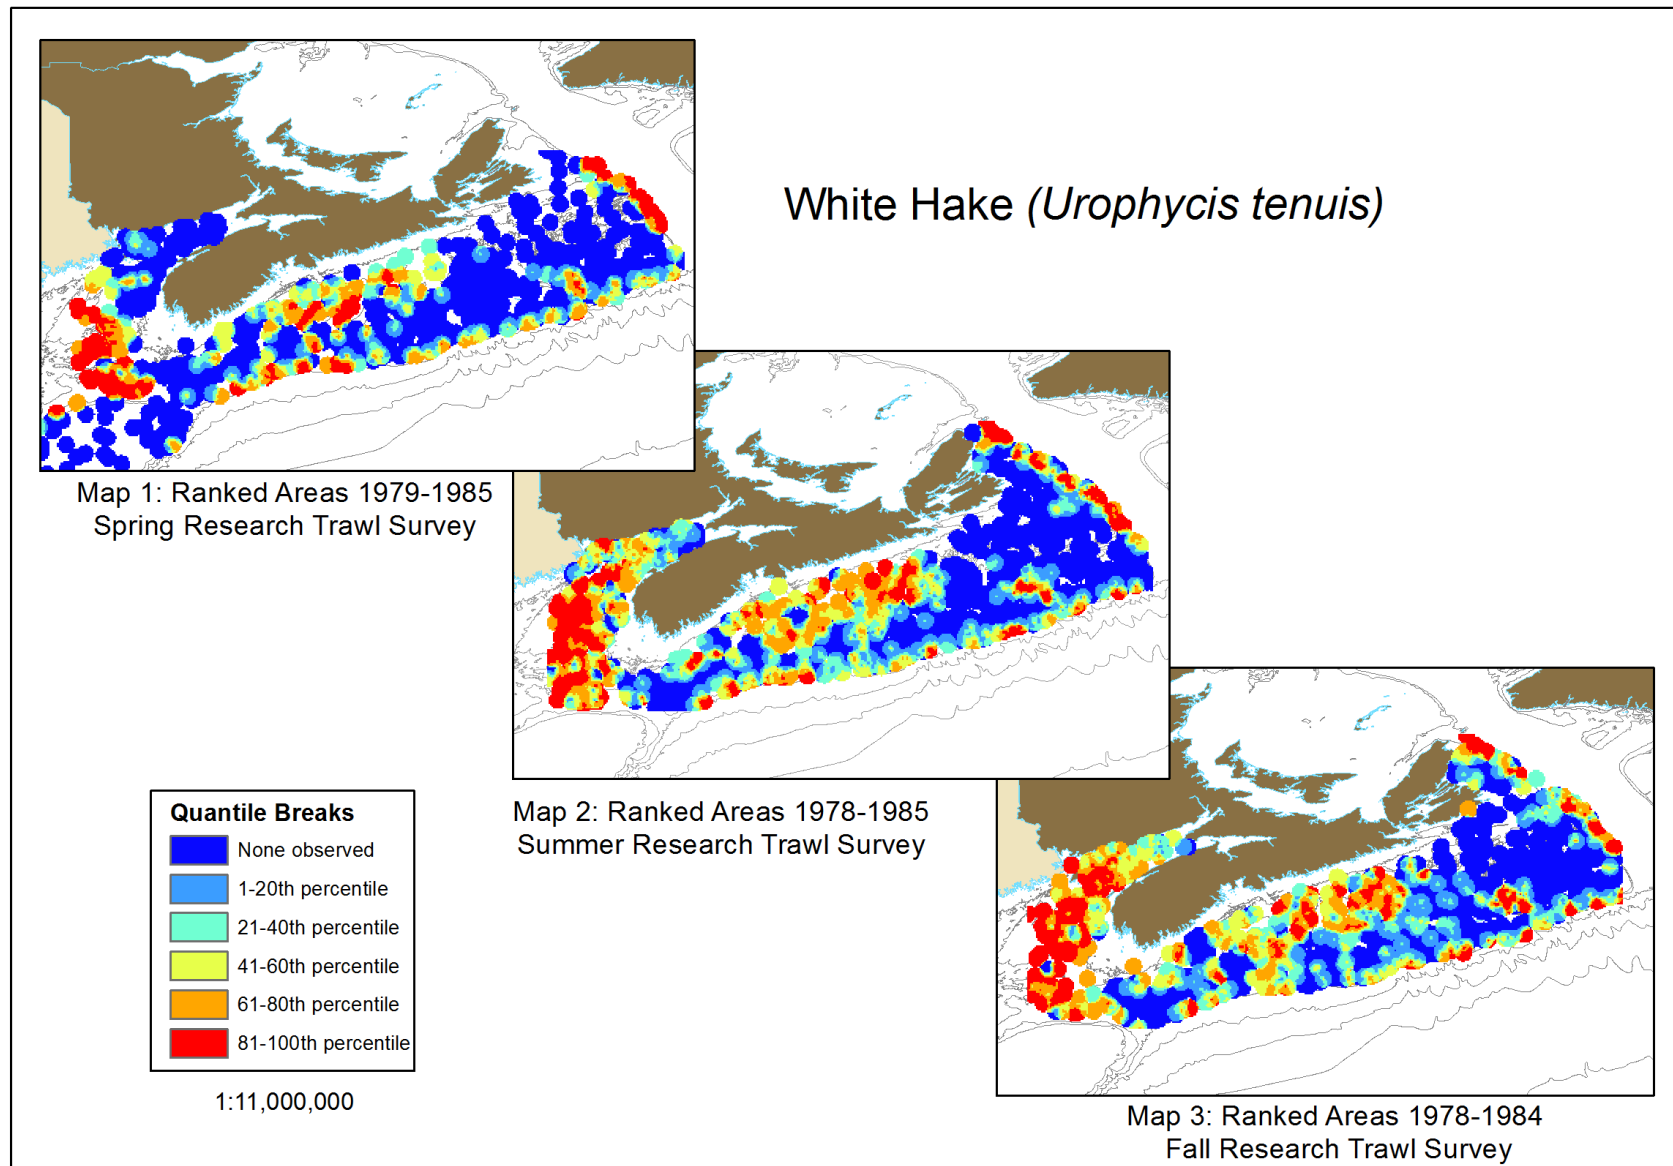 White Hake (Urophycis tenuis)
Map 1: Ranked Areas 1979-1985
Spring Research Trawl Survey
Map 2: Ranked Areas 1978-1985
Summer Research Trawl Survey
Quantile Breaks
None observed
1-20th percentile
21-40th percentile
41-60th percentile
61-80th percentile
81-100th percentile
1:11,000,000
Map 3: Ranked Areas 1978-1984
Fall Research Trawl Survey